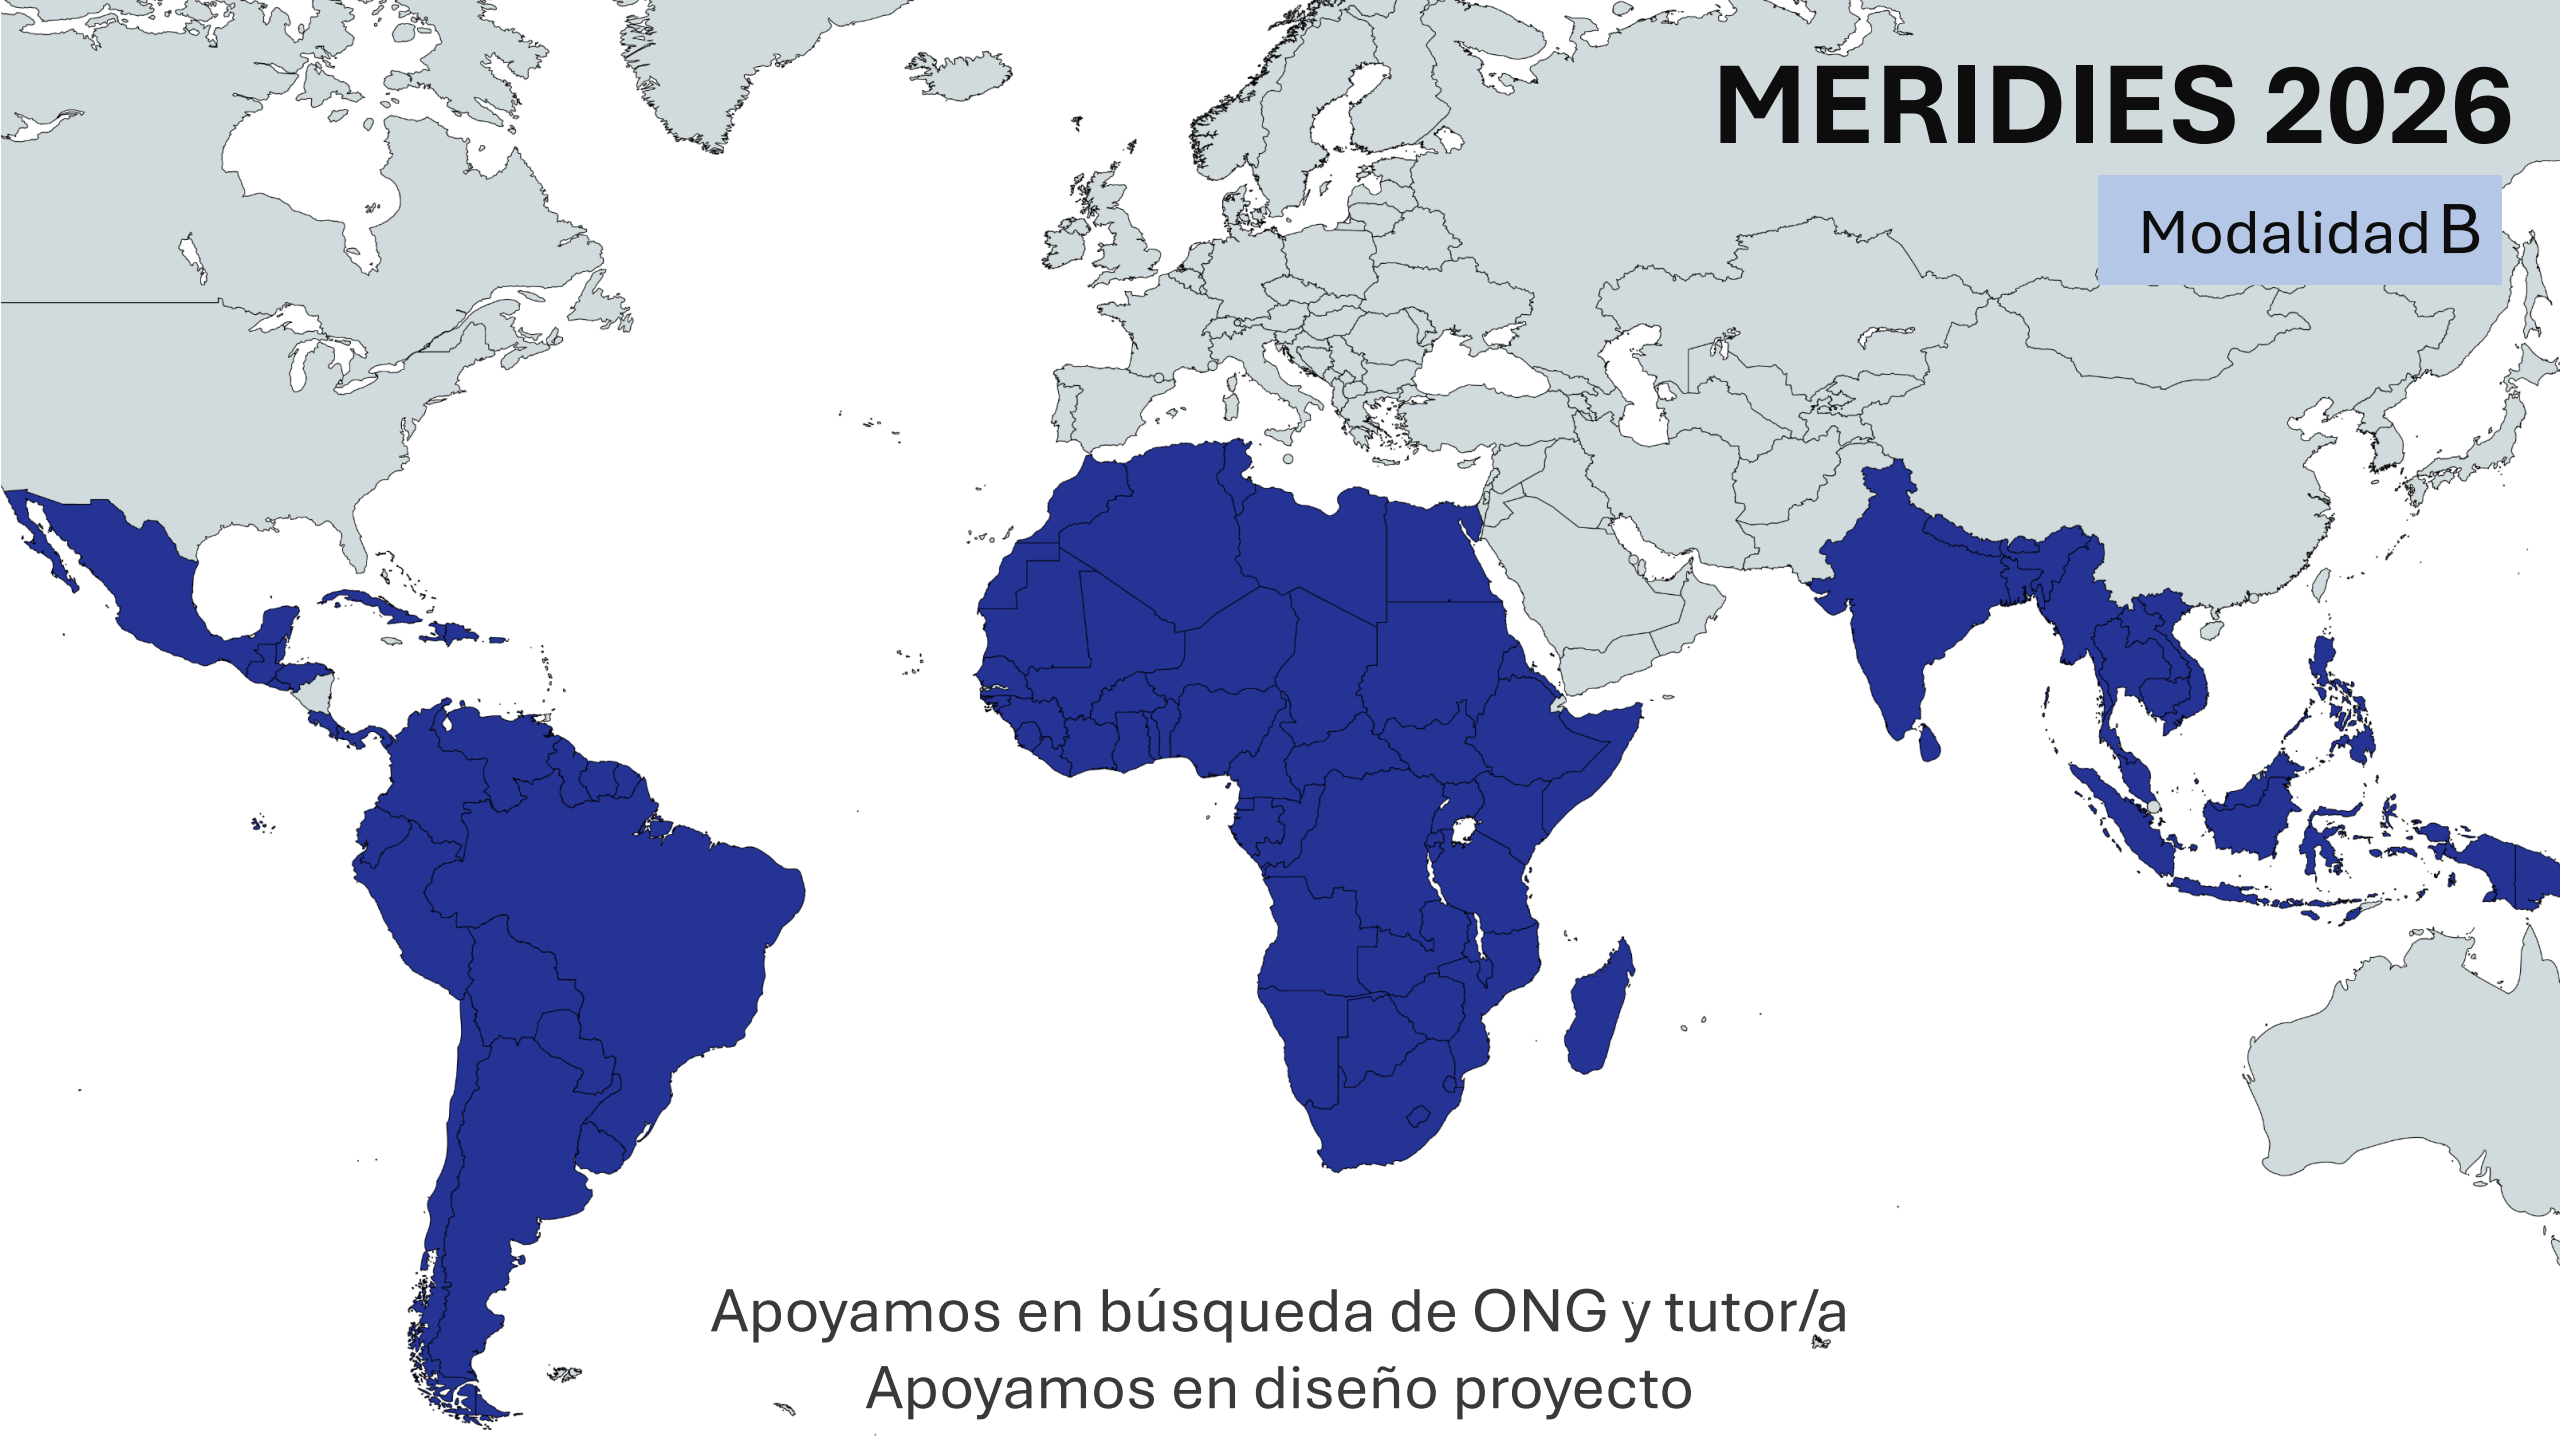 MERIDIES 2026
Modalidad B
Apoyamos en búsqueda de ONG y tutor/a
Apoyamos en diseño proyecto